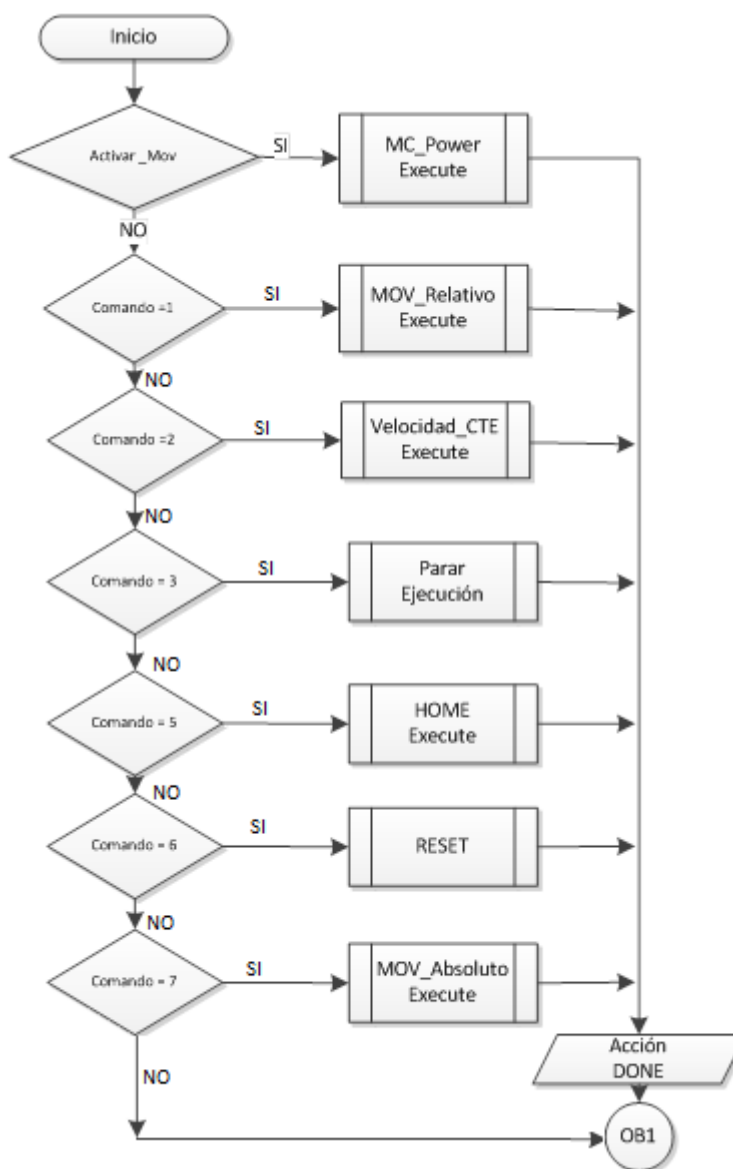 Inicio
Activar _Mov
SI
MC_Power
Execute
NO
Comando =1
SI
MOV_Relativo
Execute
NO
Comando =2
SI
Velocidad_CTE
Execute
NO
Comando = 3
SI
Parar
Ejecución
NO
Comando = 5
SI
HOME
Execute
NO
Comando = 6
SI
RESET
NO
Comando = 7
SI
MOV_Absoluto
Execute
NO
Acción
DONE
OB1